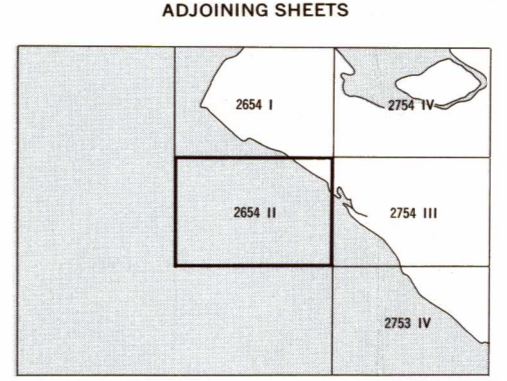 ADJOINING SHEETS
2654 I
2754 IV
2654 II
2754 III
2753 IV